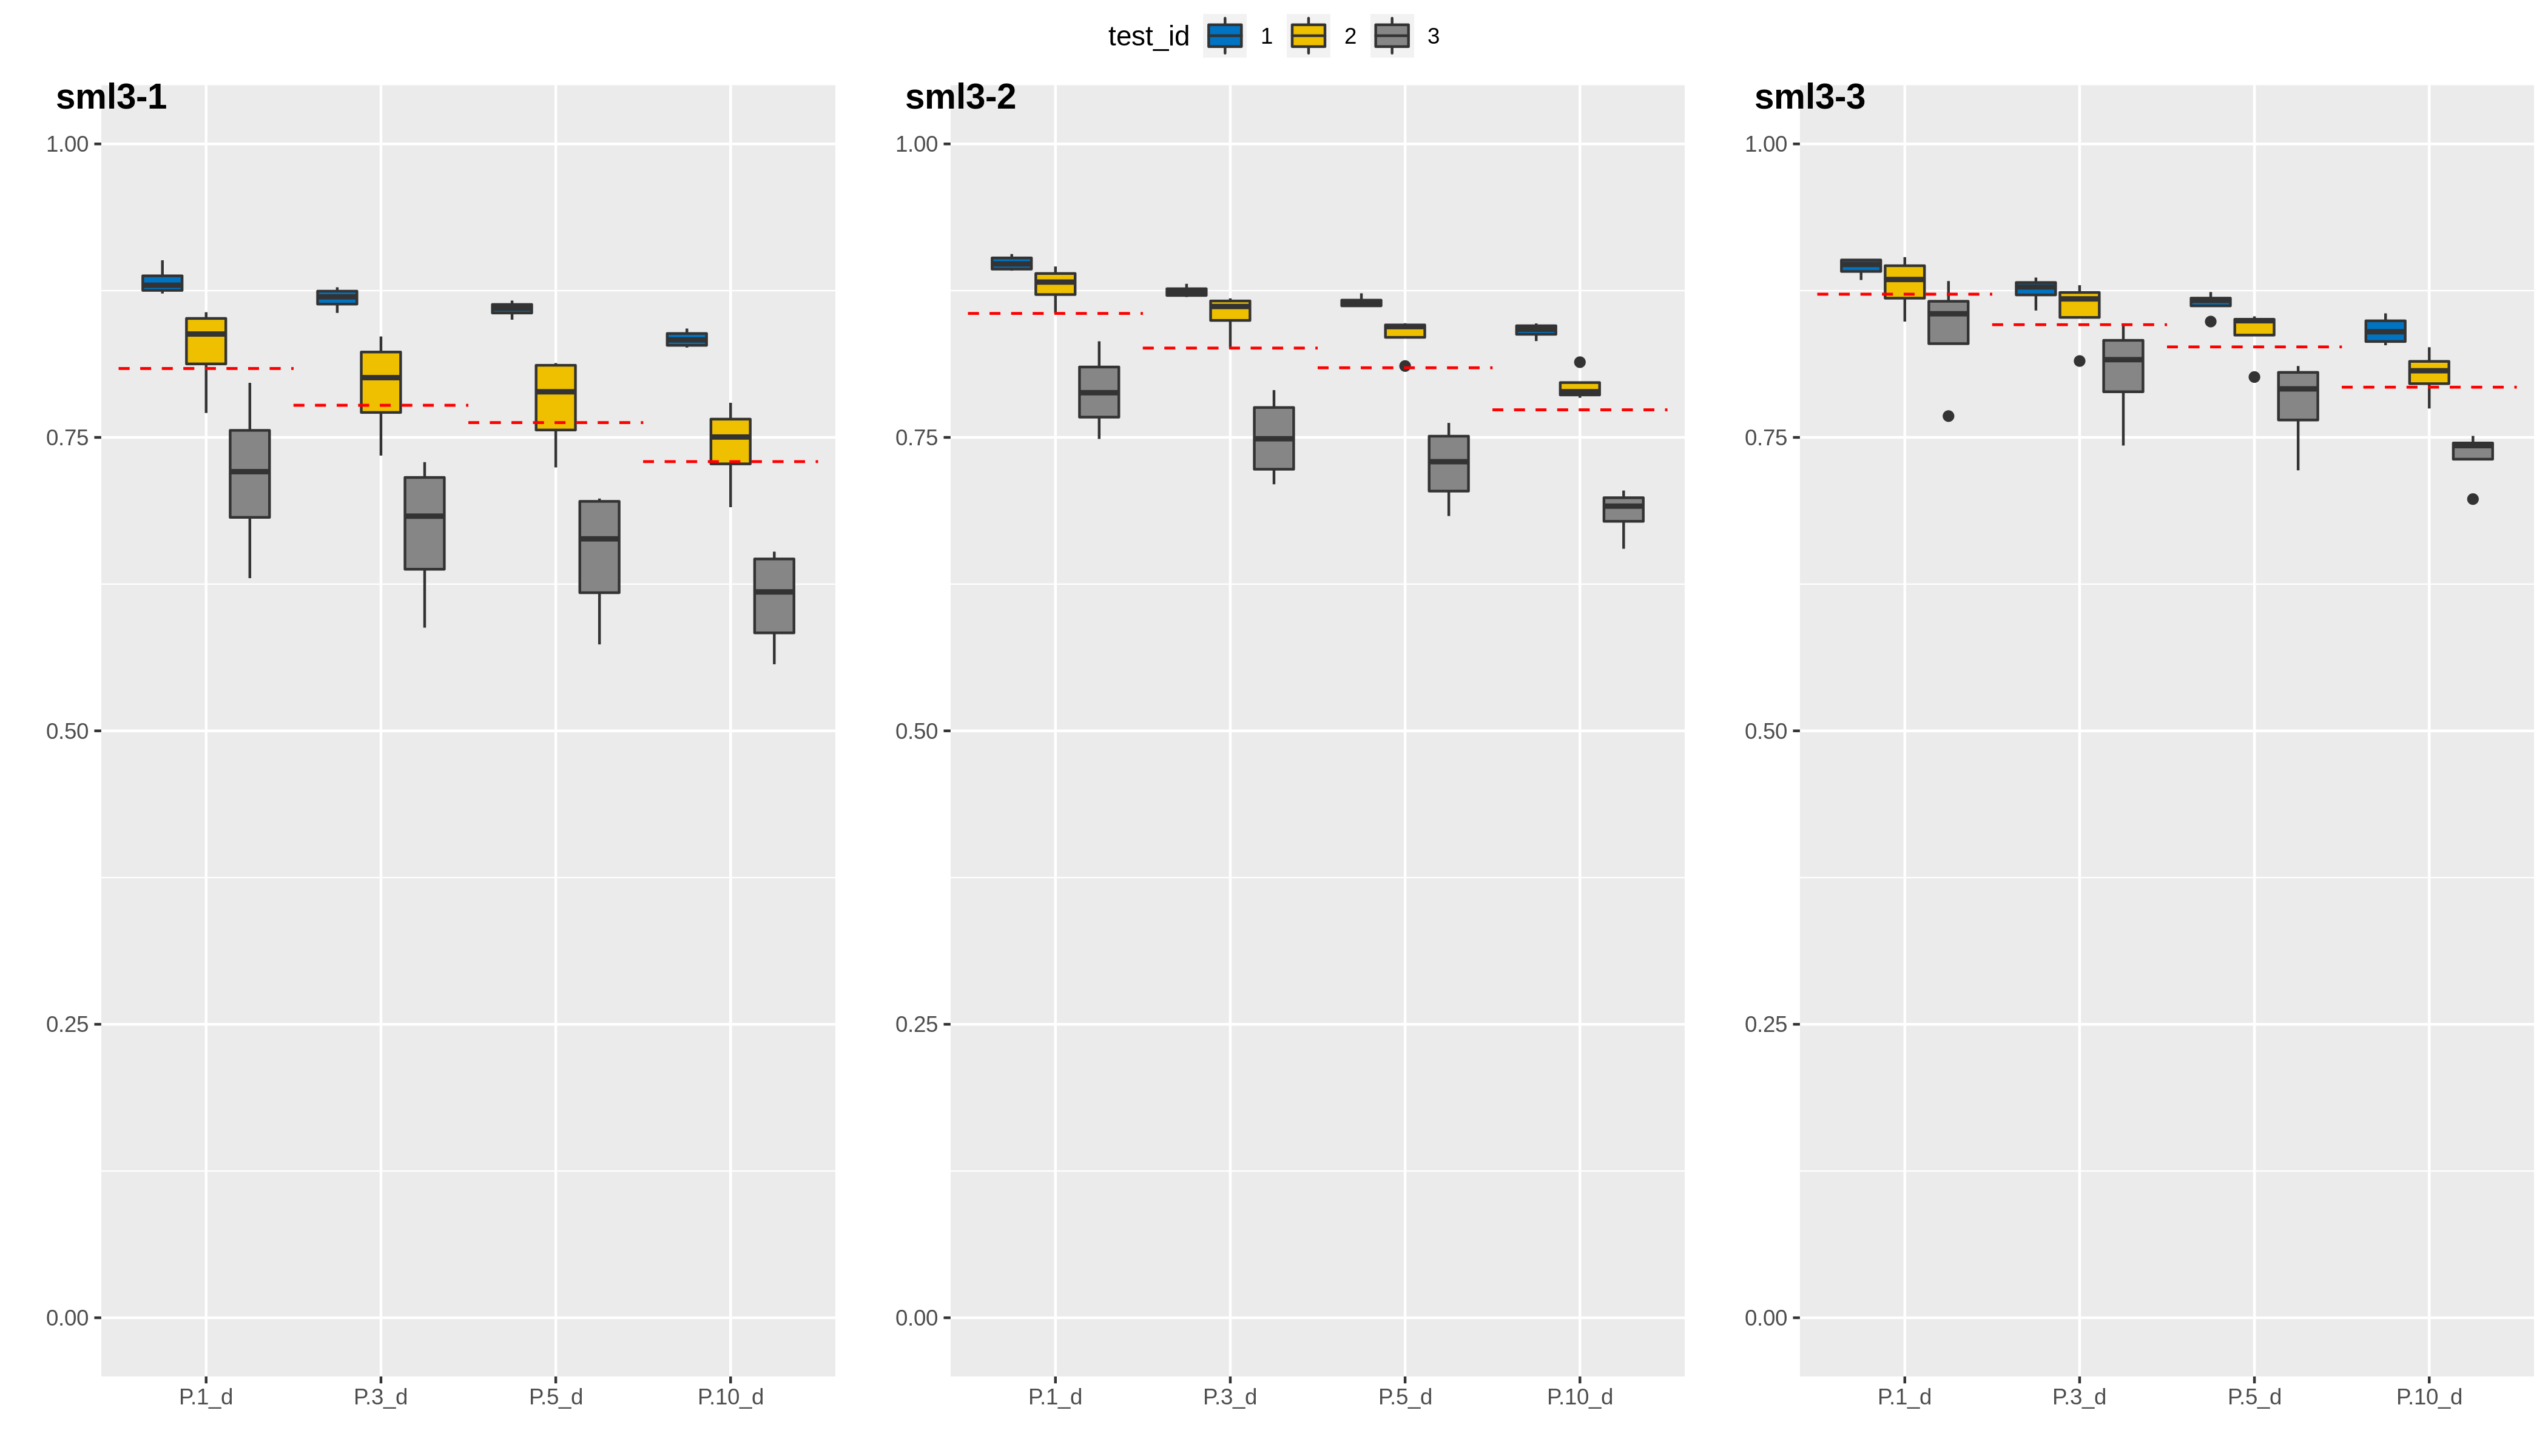 test_id 1 2 3
sml3-1 sml3-2 sml3-3
1.00 1.00 1.00
0.75 0.75 0.75
0.50 0.50 0.50
0.25 0.25 0.25
0.00 0.00 0.00
P.1_d P.3_d P.5_d P.10_d P.1_d P.3_d P.5_d P.10_d P.1_d P.3_d P.5_d P.10_d